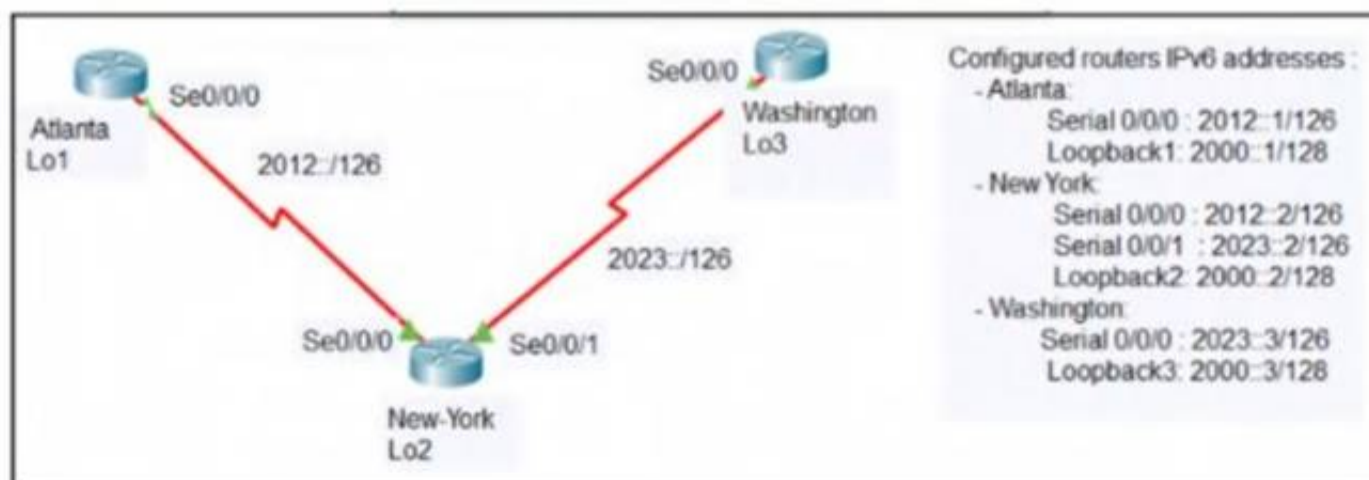 Se0/0/0
Atlanta
Lo1
2012::/126
Se0/0/0
Washington
Lo3
2023::/126
Se0/0/0
Se0/0/1
New-York
Lo2
Configured routers IPv6 addresses :
- Atlanta:
Serial 0/0/0 : 2012::1/126
Loopback1: 2000::1/128
- New York:
Serial 0/0/0 : 2012::2/126
Serial 0/0/1 : 2023::2/126
Loopback2: 2000::2/128
- Washington:
Serial 0/0/0 : 2023::3/126
Loopback3: 2000::3/128